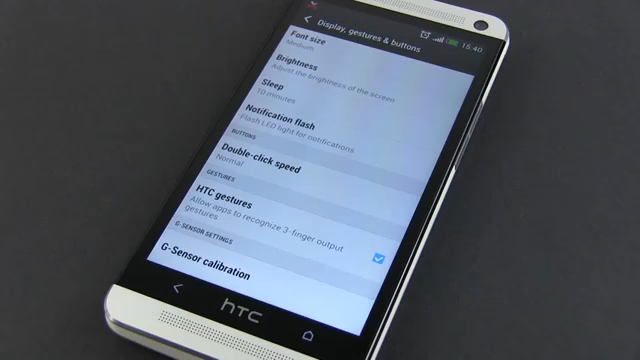 15:40
Display, gestures & buttons
Font size
Medium
Brightness
Adjust the brightness of the screen
Sleep
10 minutes
Notification flash
Flash LED light for notifications
BUTTONS
Double-click speed
Normal
GESTURES
HTC gestures
Allow apps to recognize 3-finger output
gestures
G-SENSOR SETTINGS
G-Sensor calibration
hTC